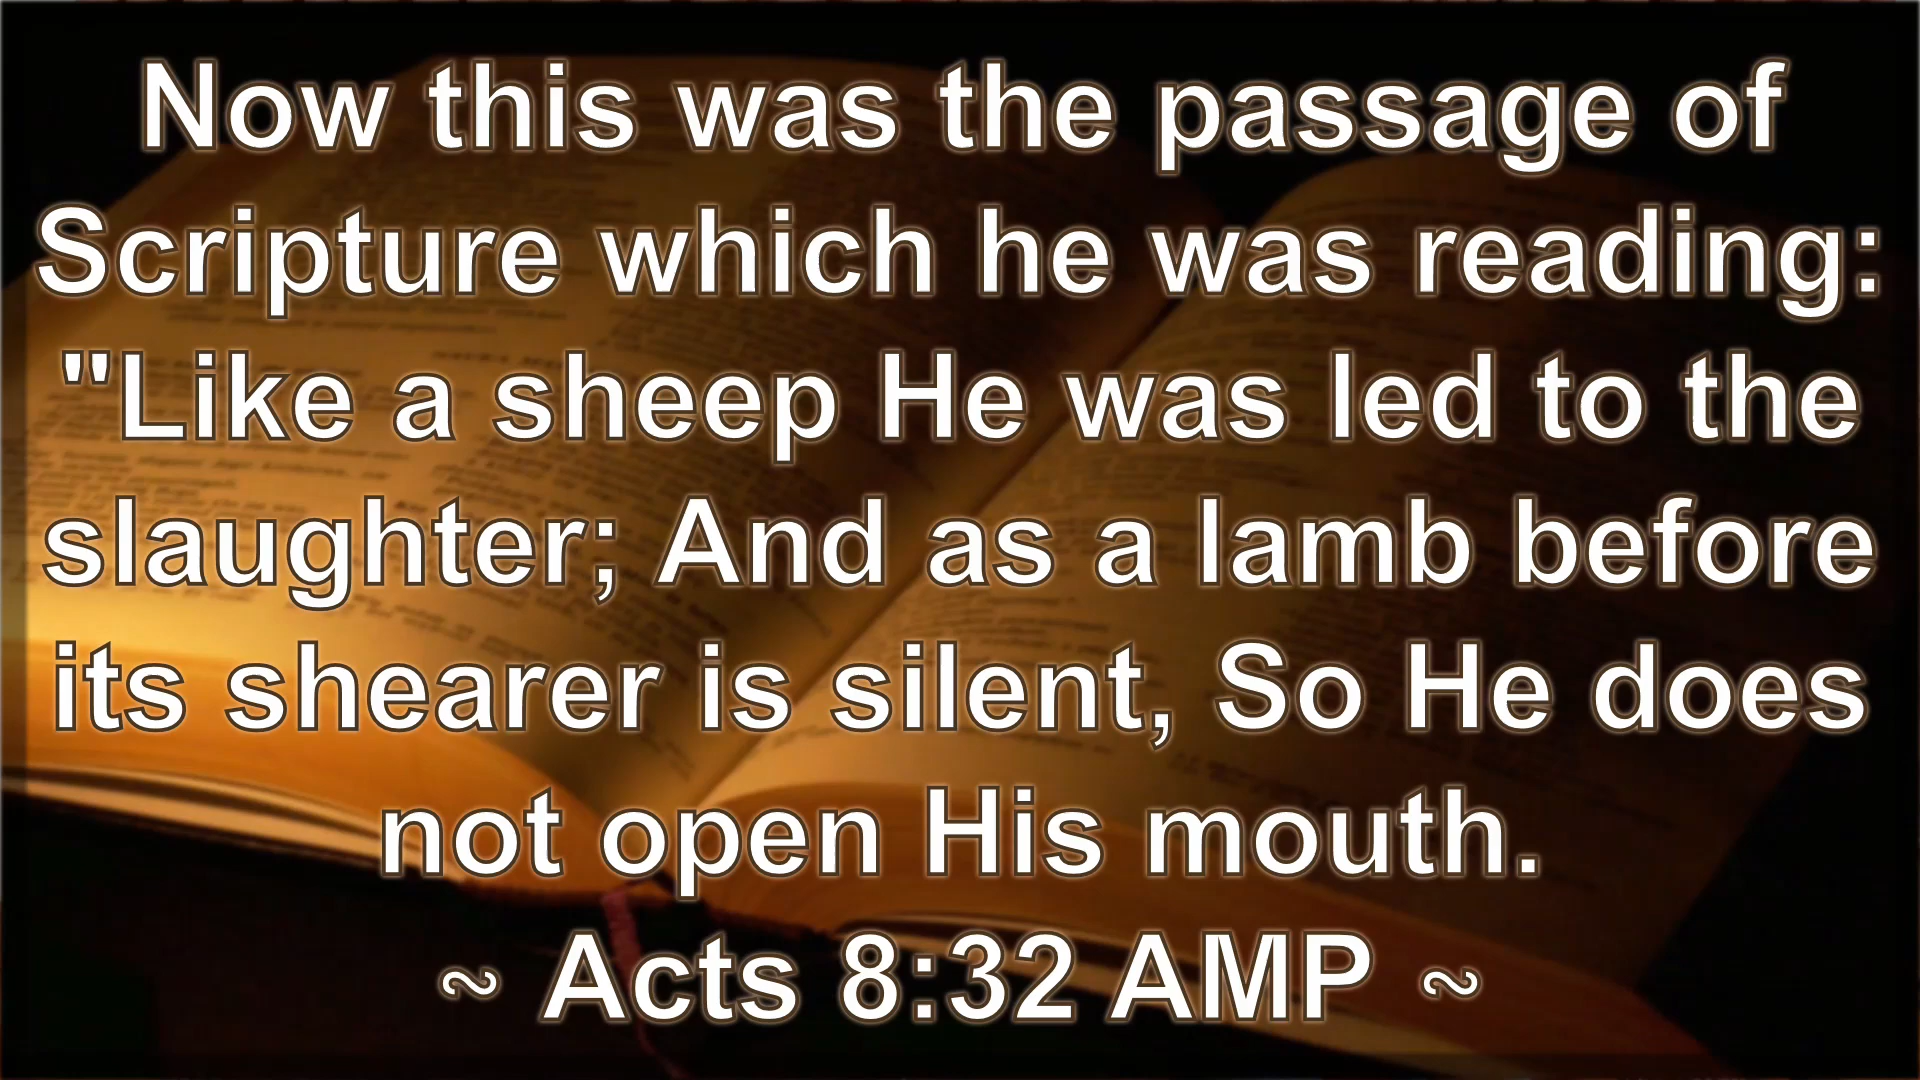 Now this was the passage of
Scripture which he was reading:
"Like a sheep He was led to the
slaughter; And as a lamb before
its shearer is silent, So He does
not open His mouth.
~ Acts 8:32 AMP ~